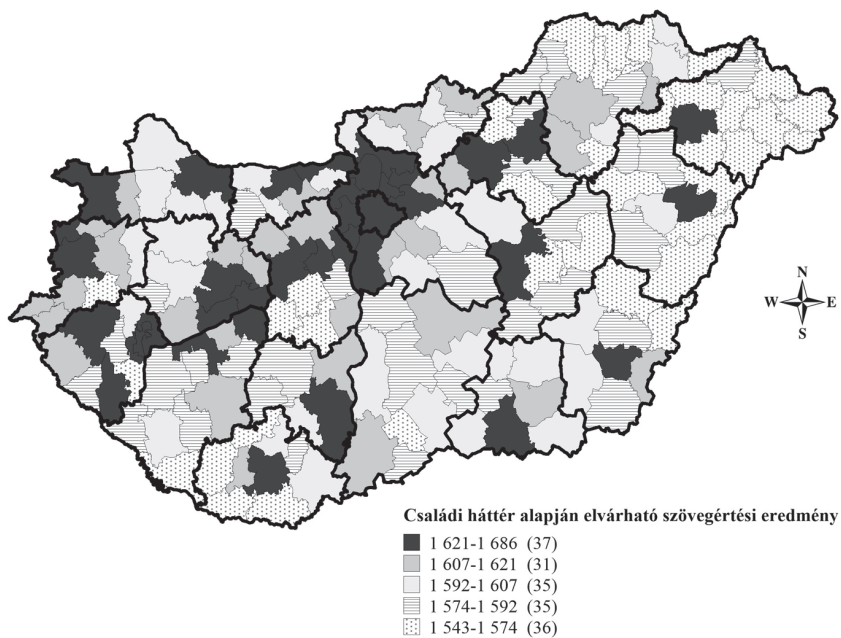 N
W E
S
Családi háttér alapján elvárható szövegértési eredmény
1 621-1 686 (37)
1 607-1 621 (31)
1 592-1 607 (35)
1 574-1 592 (35)
1 543-1 574 (36)